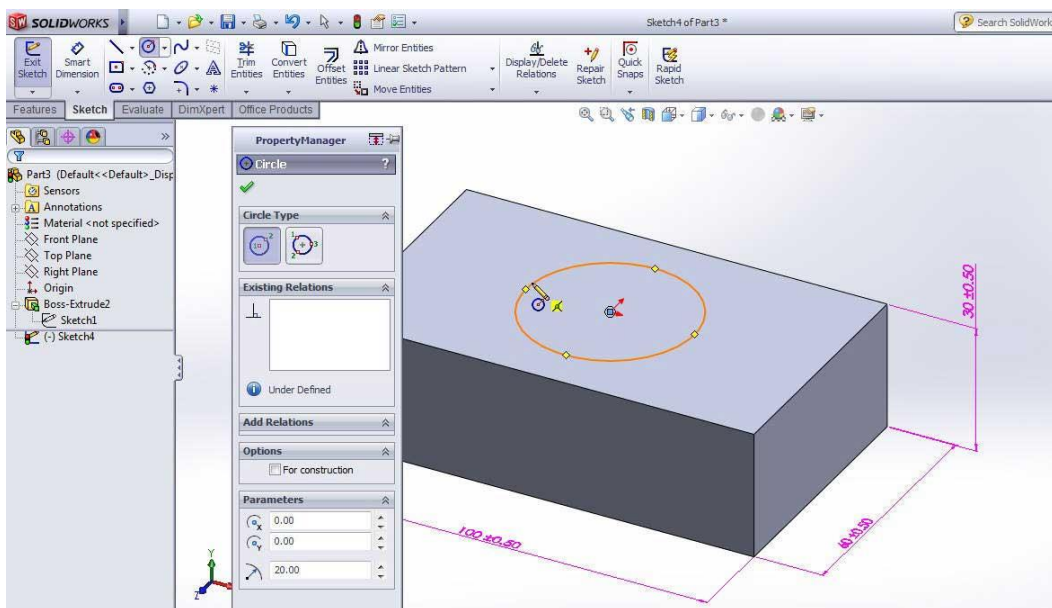 SW SOLIDWORKS
Sketch4 of Part3 *
Search SolidWork
Exit Sketch
Smart Dimension
Trim Entities
Convert Entities
Offset Entities
Mirror Entities
Linear Sketch Pattern
Move Entities
Display/Delete Relations
Repair Sketch
Quick Snaps
Rapid Sketch
Features
Sketch
Evaluate
DimXpert
Office Products
PropertyManager
Part3 (Default<<Default>_Disp
Sensors
Annotations
Material <not specified>
Front Plane
Top Plane
Right Plane
Origin
Boss-Extrude2
Sketch1
(-) Sketch4
Circle
?
Circle Type
Existing Relations
Under Defined
Add Relations
Options
For construction
Parameters
0.00
0.00
20.00
30 ±0.50
100 ±0.50
60 ±0.50
Y
Z